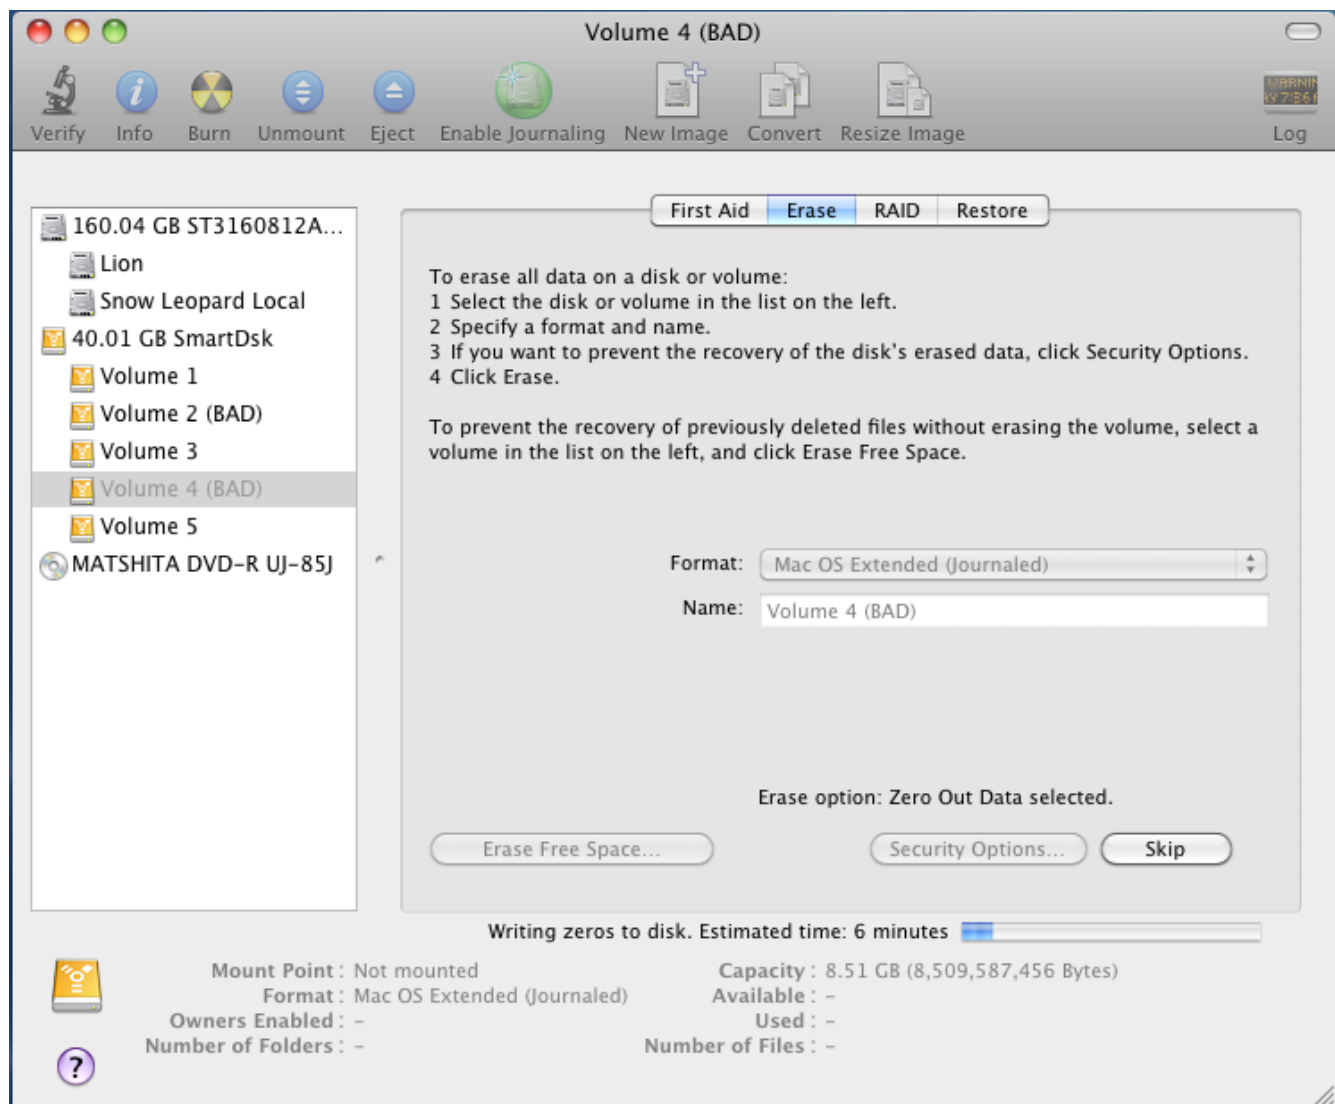 Volume 4 (BAD)
Verify Info Burn Unmount Eject Enable Journaling New Image Convert Resize Image Log
160.04 GB ST3160812A...
Lion
Snow Leopard Local
40.01 GB SmartDsk
Volume 1
Volume 2 (BAD)
Volume 3
Volume 4 (BAD)
Volume 5
MATSHITA DVD-R UJ-85J
First Aid Erase RAID Restore
To erase all data on a disk or volume:
1 Select the disk or volume in the list on the left.
2 Specify a format and name.
3 If you want to prevent the recovery of the disk's erased data, click Security Options.
4 Click Erase.
To prevent the recovery of previously deleted files without erasing the volume, select a
volume in the list on the left, and click Erase Free Space.
Format: Mac OS Extended (Journaled)
Name: Volume 4 (BAD)
Erase option: Zero Out Data selected.
Erase Free Space... Security Options... Skip
Writing zeros to disk. Estimated time: 6 minutes
Mount Point : Not mounted Capacity : 8.51 GB (8,509,587,456 Bytes)
Format : Mac OS Extended (Journaled) Available : –
Owners Enabled : – Used : –
Number of Folders : – Number of Files : –
?